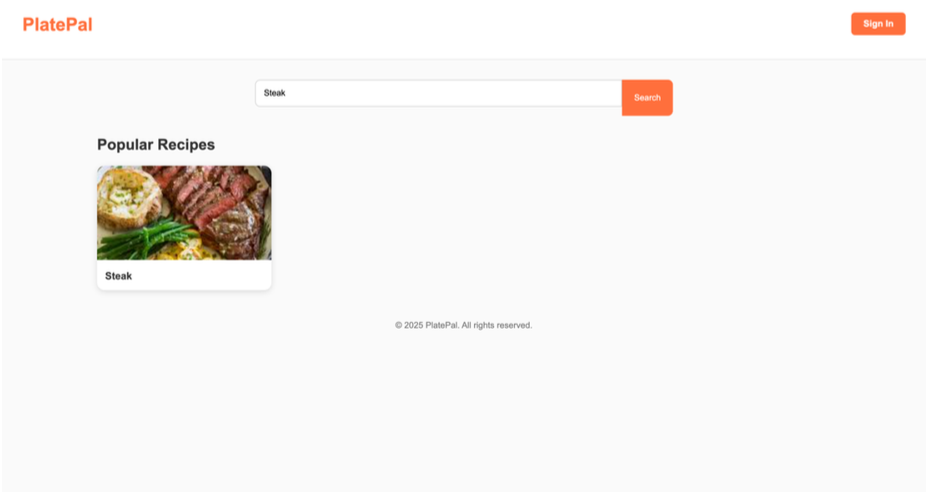 PlatePal
Sign In
Steak
Search
Popular Recipes
Steak
© 2025 PlatePal. All rights reserved.